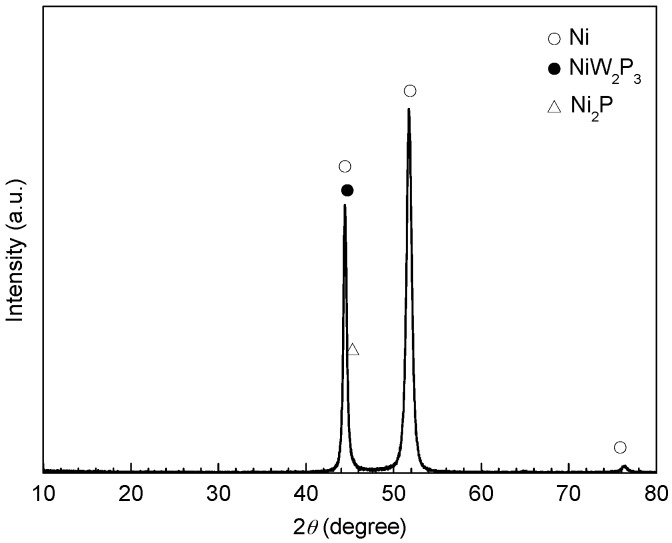 ○ Ni
● NiW₂P₃
△ Ni₂P
Intensity (a.u.)
10 20 30 40 50 60 70 80
2θ (degree)